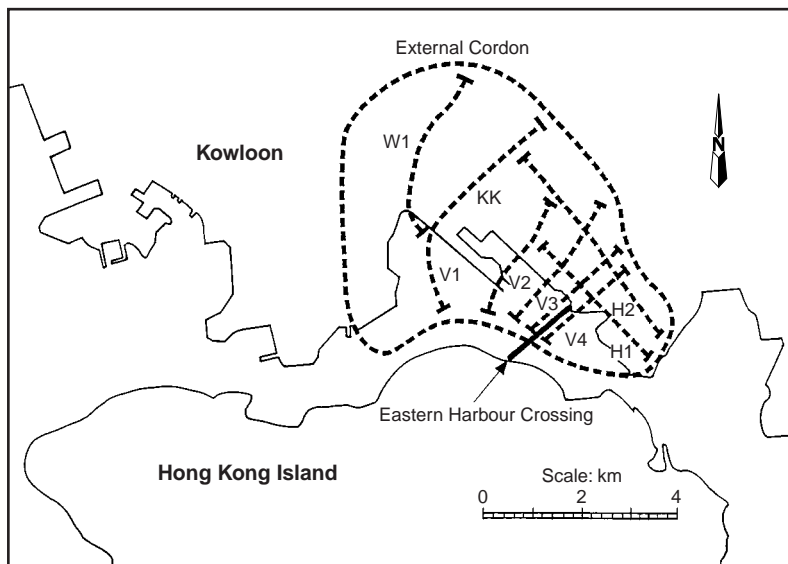 External Cordon
W1
Kowloon
N
KK
V1
V2
V3
H2
V4
H1
Eastern Harbour Crossing
Hong Kong Island
Scale: km
0 2 4